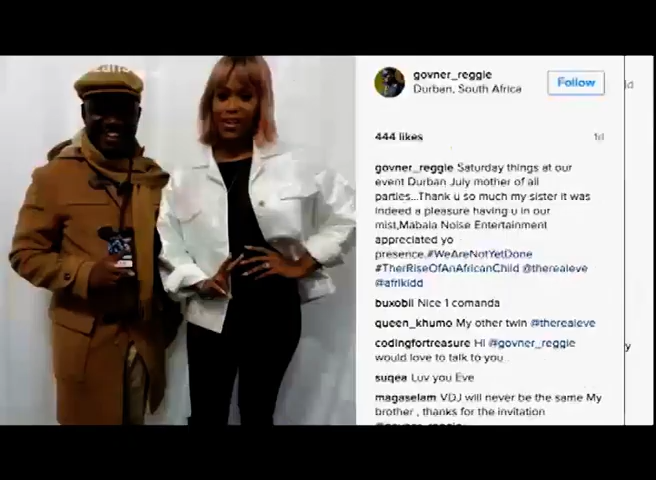 govner_reggie
Durban, South Africa
Follow
444 likes
1d
govner_reggie Saturday things at our
event Durban July mother of all
parties...Thank u so much my sister it was
indeed a pleasure having u in our
mist,Mabala Noise Entertainment
appreciated yo
presence.#WeAreNotYetDone
#TherRiseOfAnAfricanChild @therealeve
@afrikidd
buxobil Nice 1 comanda
queen_khumo My other twin @therealeve
codingfortreasure Hi @govner_reggie
would love to talk to you
suqea Luv you Eve
magaselam VDJ will never be the same My
brother , thanks for the invitation